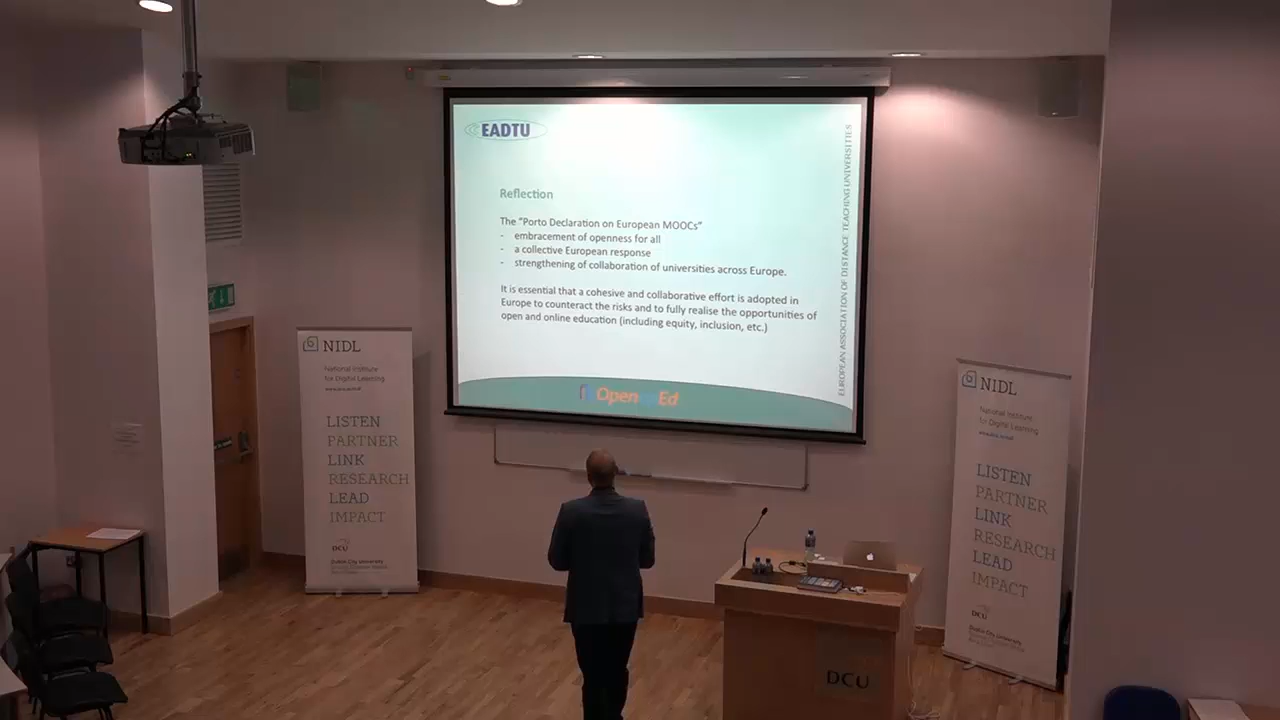 EADTU
Reflection
The "Porto Declaration on European MOOCs"
- embracement of openness for all
- a collective European response
- strengthening of collaboration of universities across Europe.
It is essential that a cohesive and collaborative effort is adopted in
Europe to counteract the risks and to fully realise the opportunities of
open and online education (including equity, inclusion, etc.)
EUROPEAN ASSOCIATION OF DISTANCE TEACHING UNIVERSITIES
Open Ed
NIDL
National Institute
for Digital Learning
LISTEN
PARTNER
LINK
RESEARCH
LEAD
IMPACT
DCU
Dublin City University
NIDL
National Institute
for Digital Learning
LISTEN
PARTNER
LINK
RESEARCH
LEAD
IMPACT
DCU
Dublin City University
DCU